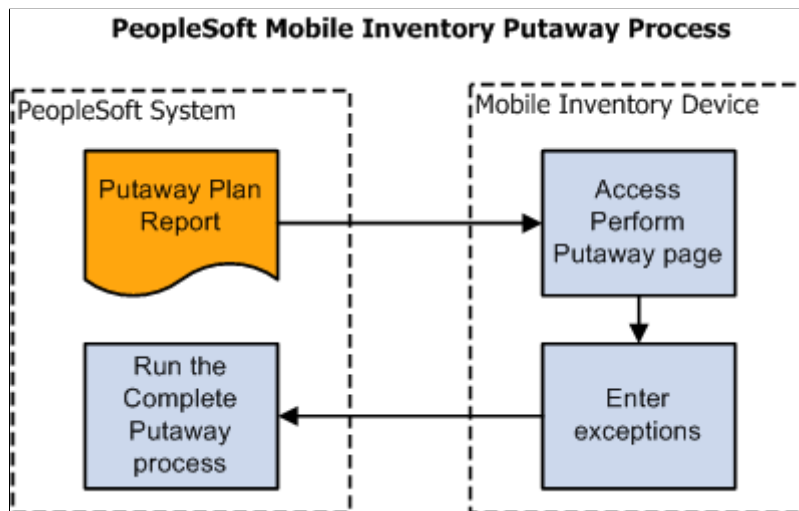 PeopleSoft Mobile Inventory Putaway Process
PeopleSoft System
Mobile Inventory Device
Putaway Plan
Report
Access
Perform
Putaway page
Run the
Complete
Putaway
process
Enter
exceptions